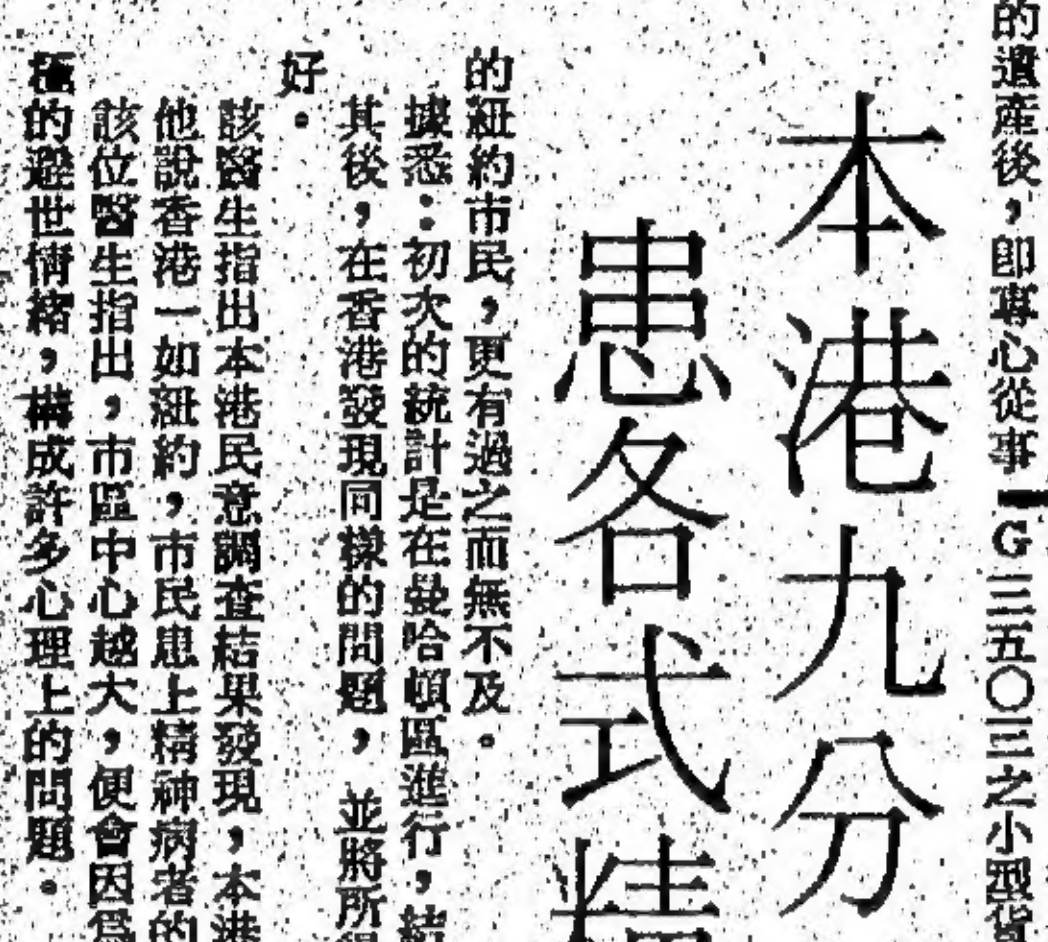 的遺產後，即專心從事
G三五〇三之小型貨
本港九分
患各式精
的紐約市民，更有過之而無不及。
據悉：初次的統計是在曼哈頓區進行，結
其後，在香港發現同樣的問題，並將所得
好。
該醫生指出本港民意調查結果發現，本港
他說香港一如紐約，市民患上精神病者的
該位醫生指出，市區中心越大，便會因爲
的避世情緒，構成許多心理上的問題。